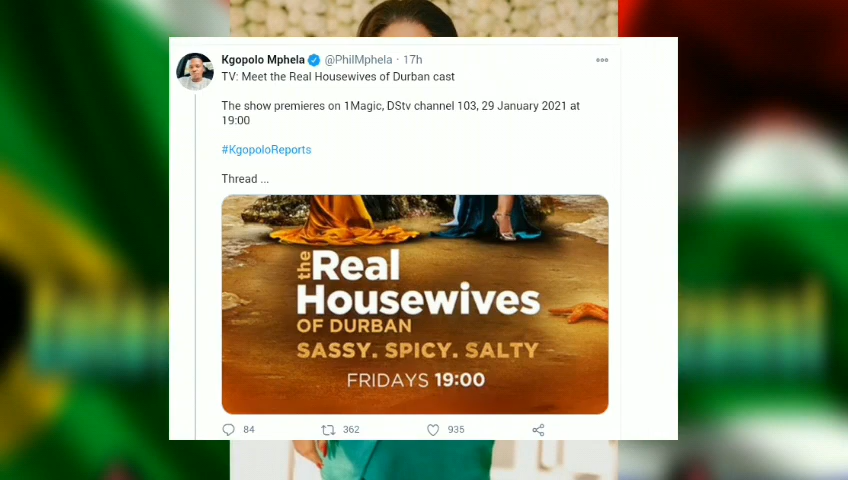 Kgopolo Mphela @PhilMphela · 17h
TV: Meet the Real Housewives of Durban cast
The show premieres on 1Magic, DStv channel 103, 29 January 2021 at
19:00
#KgopoloReports
Thread ...
the Real
Housewives
OF DURBAN
SASSY. SPICY. SALTY
FRIDAYS 19:00
84 362 935